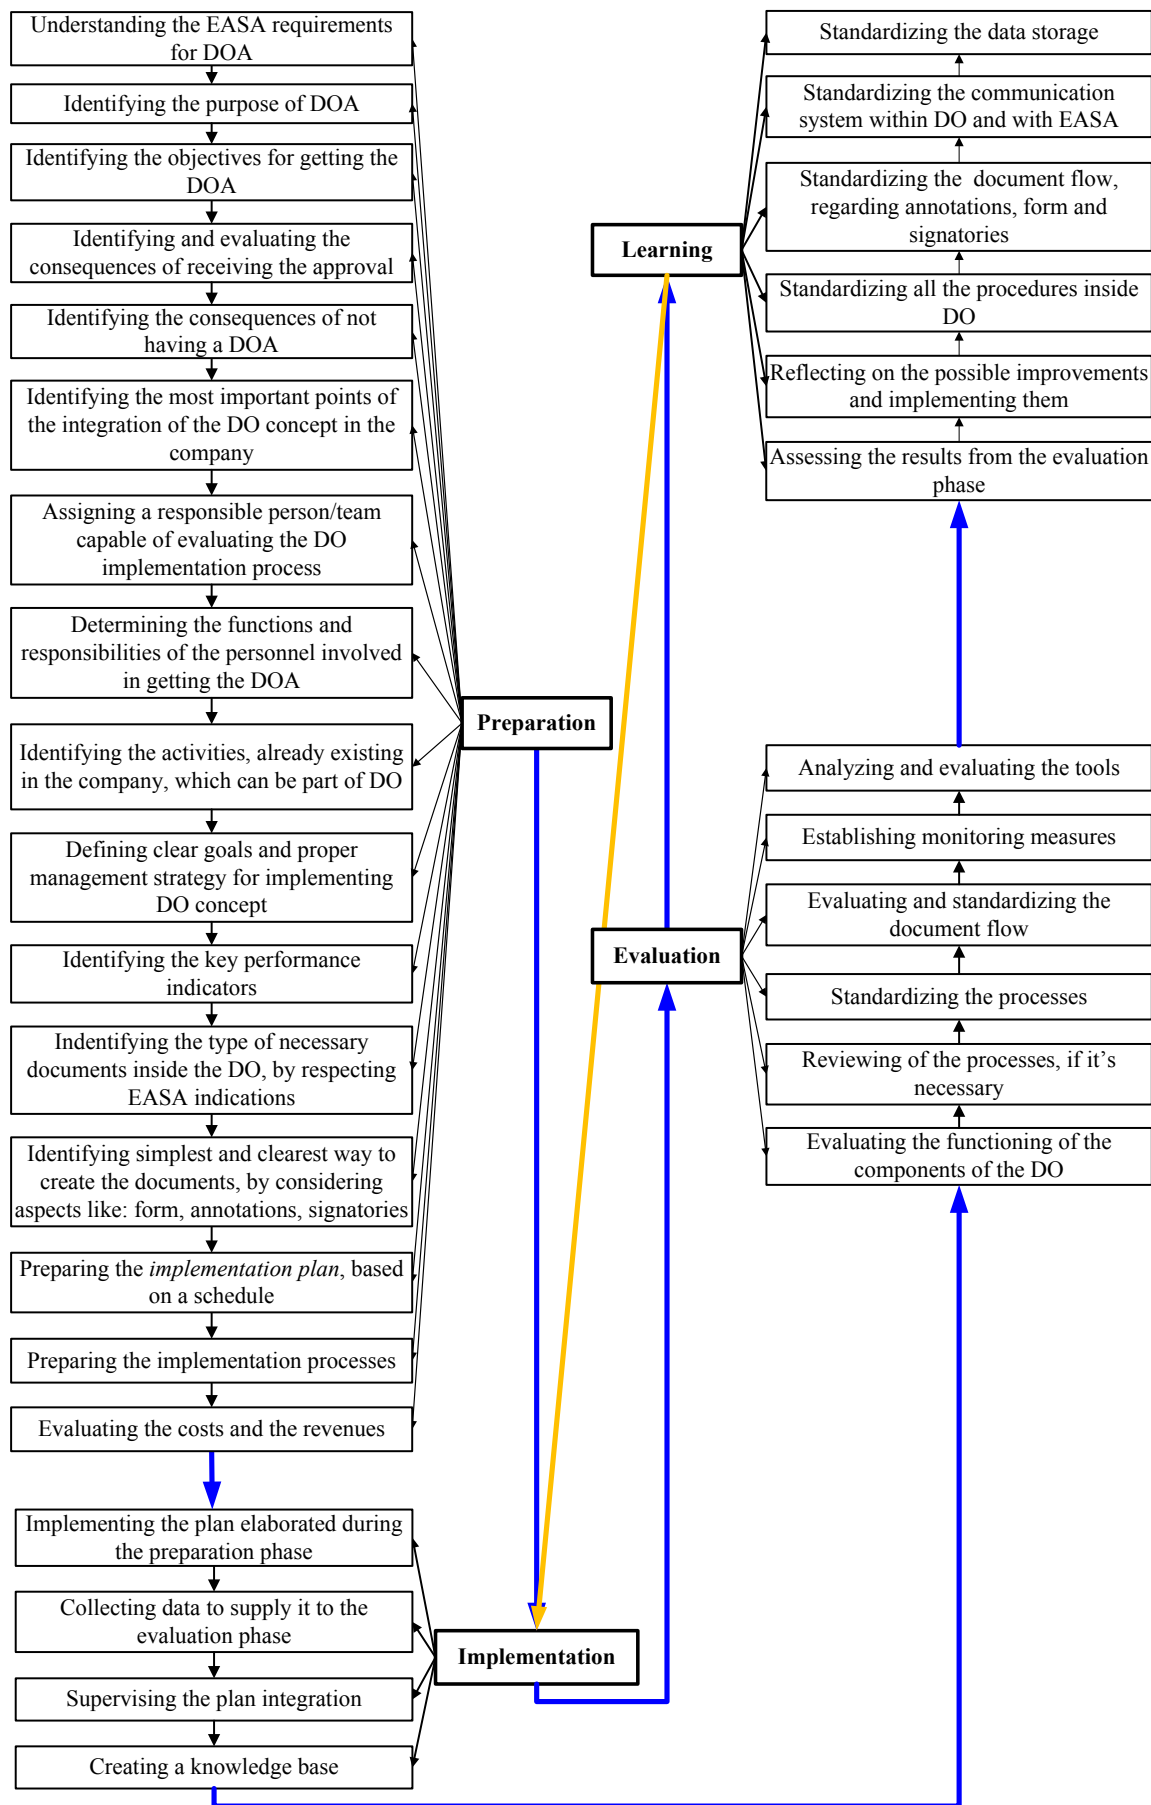 Understanding the EASA requirements
for DOA
Identifying the purpose of DOA
Identifying the objectives for getting the
DOA
Identifying and evaluating the
consequences of receiving the approval
Identifying the consequences of not
having a DOA
Identifying the most important points of
the integration of the DO concept in the
company
Assigning a responsible person/team
capable of evaluating the DO
implementation process
Determining the functions and
responsibilities of the personnel involved
in getting the DOA
Identifying the activities, already existing
in the company, which can be part of DO
Defining clear goals and proper
management strategy for implementing
DO concept
Identifying the key performance
indicators
Indentifying the type of necessary
documents inside the DO, by respecting
EASA indications
Identifying simplest and clearest way to
create the documents, by considering
aspects like: form, annotations, signatories
Preparing the implementation plan, based
on a schedule
Preparing the implementation processes
Evaluating the costs and the revenues
Preparation
Implementing the plan elaborated during
the preparation phase
Collecting data to supply it to the
evaluation phase
Supervising the plan integration
Creating a knowledge base
Implementation
Standardizing the data storage
Standardizing the communication
system within DO and with EASA
Standardizing the document flow,
regarding annotations, form and
signatories
Standardizing all the procedures inside
DO
Reflecting on the possible improvements
and implementing them
Assessing the results from the evaluation
phase
Learning
Analyzing and evaluating the tools
Establishing monitoring measures
Evaluating and standardizing the
document flow
Standardizing the processes
Reviewing of the processes, if it's
necessary
Evaluating the functioning of the
components of the DO
Evaluation